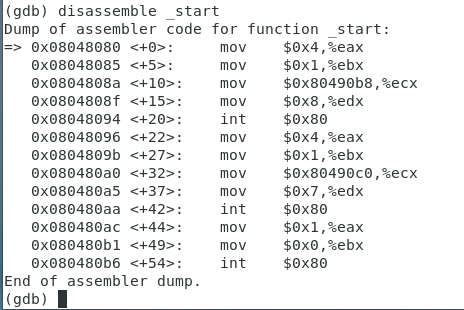 (gdb) disassemble _start
Dump of assembler code for function _start:
=> 0x08048080 <+0>:     mov    $0x4,%eax
   0x08048085 <+5>:     mov    $0x1,%ebx
   0x0804808a <+10>:    mov    $0x80490b8,%ecx
   0x0804808f <+15>:    mov    $0x8,%edx
   0x08048094 <+20>:    int    $0x80
   0x08048096 <+22>:    mov    $0x4,%eax
   0x0804809b <+27>:    mov    $0x1,%ebx
   0x080480a0 <+32>:    mov    $0x80490c0,%ecx
   0x080480a5 <+37>:    mov    $0x7,%edx
   0x080480aa <+42>:    int    $0x80
   0x080480ac <+44>:    mov    $0x1,%eax
   0x080480b1 <+49>:    mov    $0x0,%ebx
   0x080480b6 <+54>:    int    $0x80
End of assembler dump.
(gdb)